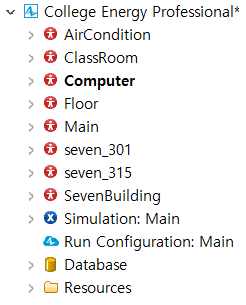 College Energy Professional*
AirCondition
ClassRoom
Computer
Floor
Main
seven_301
seven_315
SevenBuilding
Simulation: Main
Run Configuration: Main
Database
Resources